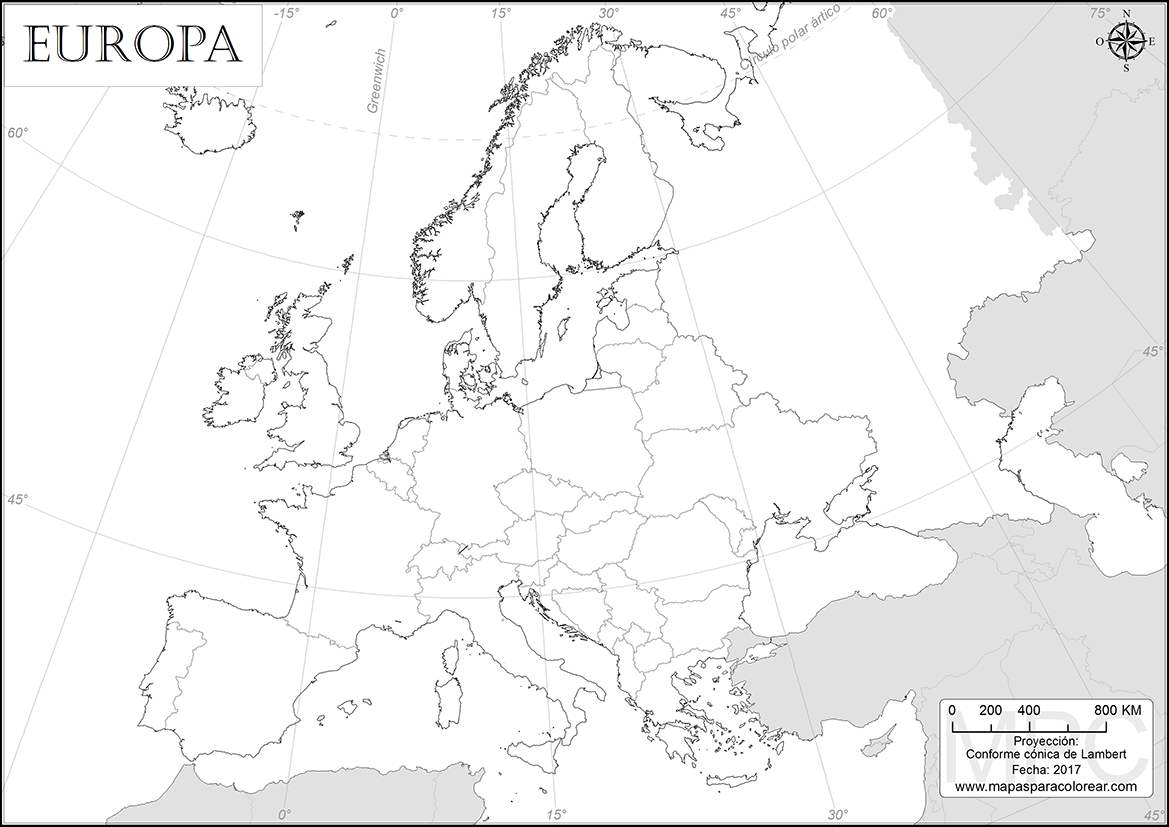 EUROPA
-15°
0°
15°
30°
45°
60°
75°
Círculo polar ártico
Greenwich
N
O
E
S
60°
45°
45°
0 200 400 800 KM
MPC
Proyección:
Conforme cónica de Lambert
Fecha: 2017
www.mapasparacolorear.com
0°
15°
30°
45°